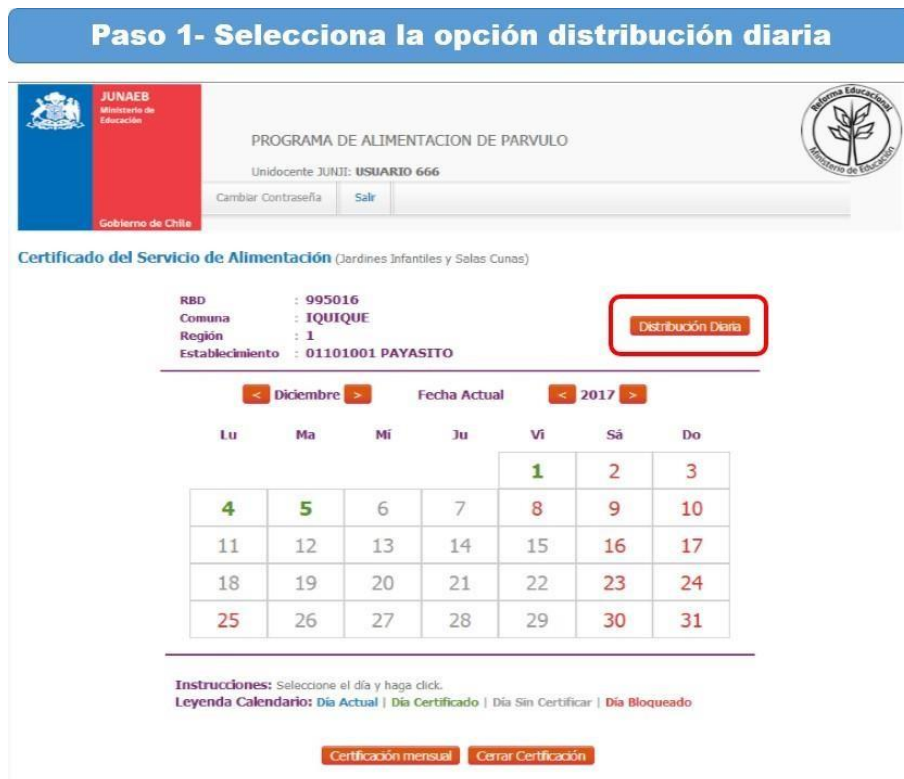 Paso 1- Selecciona la opción distribución diaria
JUNAEB
Ministerio de
Educación
Gobierno de Chile
Reforma Educacional
Ministerio de Educación
PROGRAMA DE ALIMENTACION DE PARVULO
Unidocente JUNJI: USUARIO 666
Cambiar Contraseña Salir
Certificado del Servicio de Alimentación (Jardines Infantiles y Salas Cunas)
RBD : 995016
Comuna : IQUIQUE
Región : 1
Establecimiento : 01101001 PAYASITO
Distribución Diaria
< Diciembre > Fecha Actual < 2017 >
Lu Ma Mí Ju Vi Sá Do
1 2 3
4 5 6 7 8 9 10
11 12 13 14 15 16 17
18 19 20 21 22 23 24
25 26 27 28 29 30 31
Instrucciones: Seleccione el día y haga click.
Leyenda Calendario: Día Actual | Día Certificado | Día Sin Certificar | Día Bloqueado
Certificación mensual Cerrar Certficación